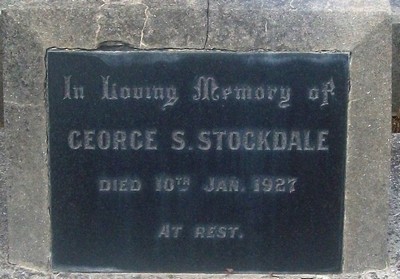 In Loving Memory of
GEORGE S. STOCKDALE
DIED 10TH JAN. 1927
AT REST.